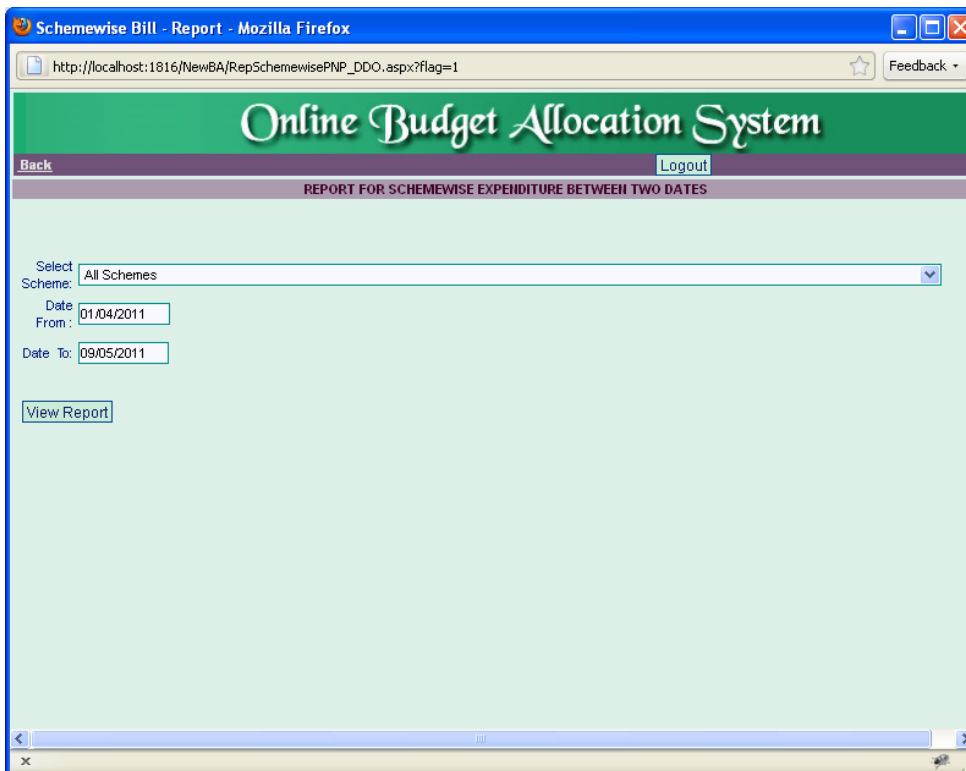 Schemewise Bill - Report - Mozilla Firefox
http://localhost:1816/NewBA/RepSchemewisePNP_DDO.aspx?flag=1 Feedback
Online Budget Allocation System
Back Logout
REPORT FOR SCHEMEWISE EXPENDITURE BETWEEN TWO DATES
Select
Scheme: All Schemes
Date
From : 01/04/2011
Date To: 09/05/2011
View Report